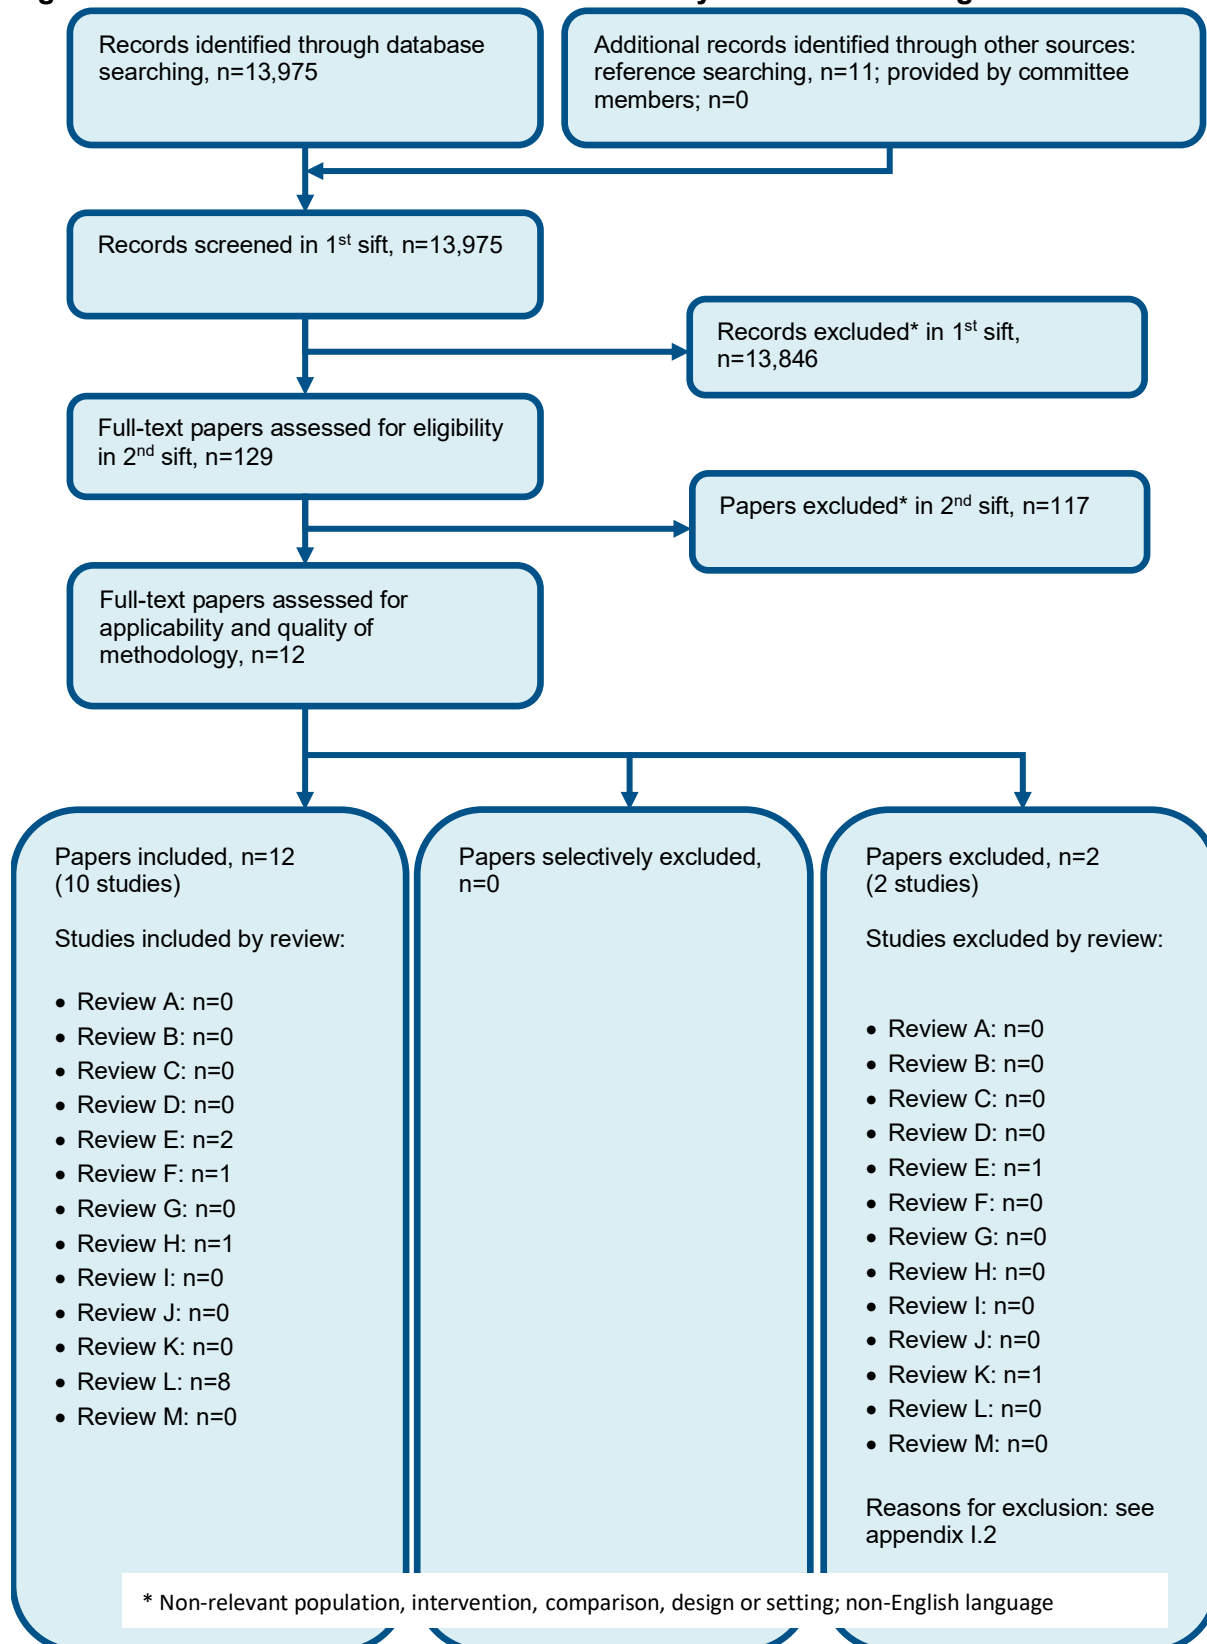 Records identified through database
searching, n=13,975
Additional records identified through other sources:
reference searching, n=11; provided by committee
members; n=0
Records screened in 1st sift, n=13,975
Records excluded* in 1st sift,
n=13,846
Full-text papers assessed for eligibility
in 2nd sift, n=129
Papers excluded* in 2nd sift, n=117
Full-text papers assessed for
applicability and quality of
methodology, n=12
Papers included, n=12
(10 studies)
Studies included by review:
• Review A: n=0
• Review B: n=0
• Review C: n=0
• Review D: n=0
• Review E: n=2
• Review F: n=1
• Review G: n=0
• Review H: n=1
• Review I: n=0
• Review J: n=0
• Review K: n=0
• Review L: n=8
• Review M: n=0
Papers selectively excluded,
n=0
Papers excluded, n=2
(2 studies)
Studies excluded by review:
• Review A: n=0
• Review B: n=0
• Review C: n=0
• Review D: n=0
• Review E: n=1
• Review F: n=0
• Review G: n=0
• Review H: n=0
• Review I: n=0
• Review J: n=0
• Review K: n=1
• Review L: n=0
• Review M: n=0
Reasons for exclusion: see
appendix I.2
* Non-relevant population, intervention, comparison, design or setting; non-English language